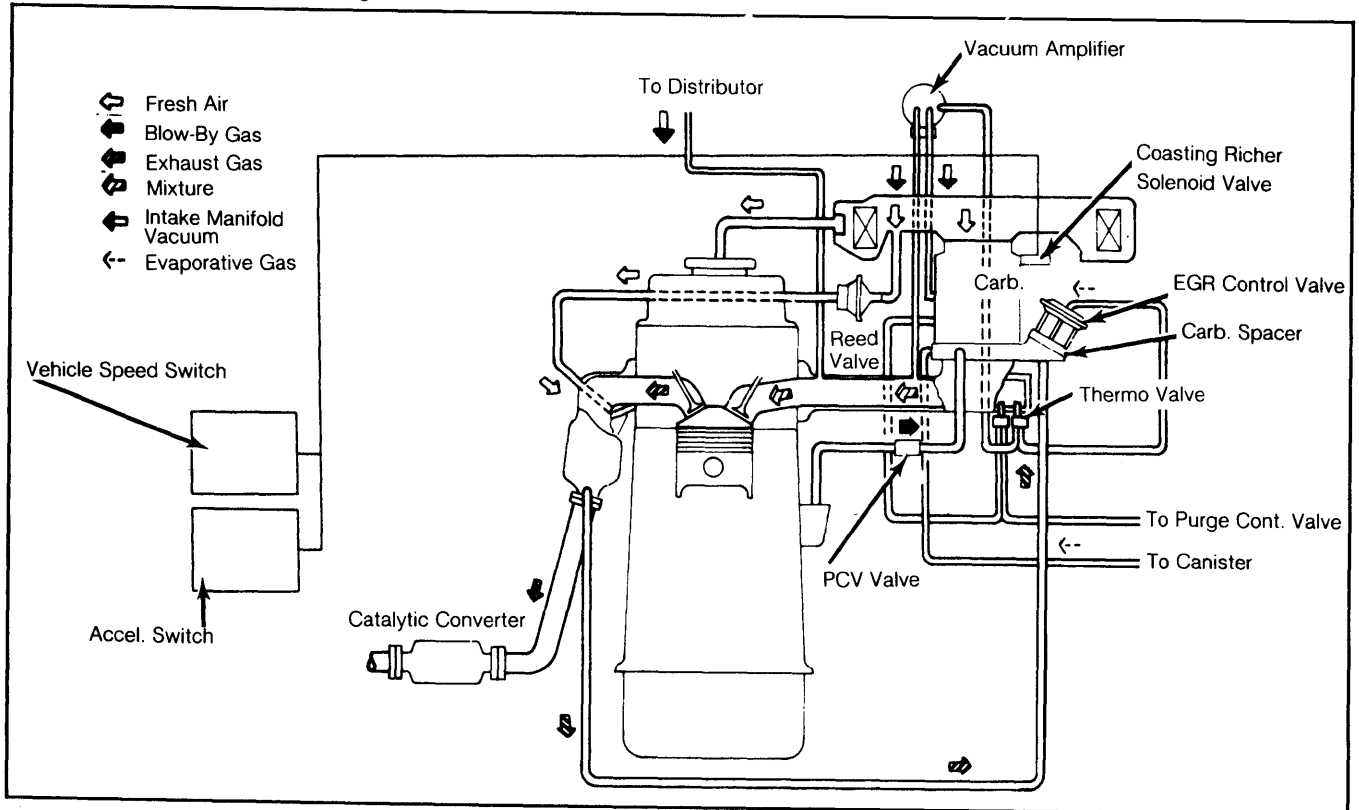 Vacuum Amplifier
To Distributor
Fresh Air
Blow-By Gas
Exhaust Gas
Mixture
Intake Manifold
Vacuum
Evaporative Gas
Coasting Richer
Solenoid Valve
Carb.
EGR Control Valve
Carb. Spacer
Reed
Valve
Vehicle Speed Switch
Thermo Valve
To Purge Cont. Valve
To Canister
PCV Valve
Catalytic Converter
Accel. Switch